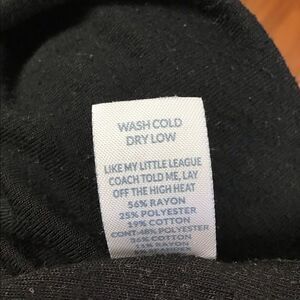 WASH COLD
DRY LOW
LIKE MY LITTLE LEAGUE
COACH TOLD ME, LAY
OFF THE HIGH HEAT
56% RAYON
25% POLYESTER
19% COTTON
CONT:48% POLYESTER
36% COTTON
RAYON